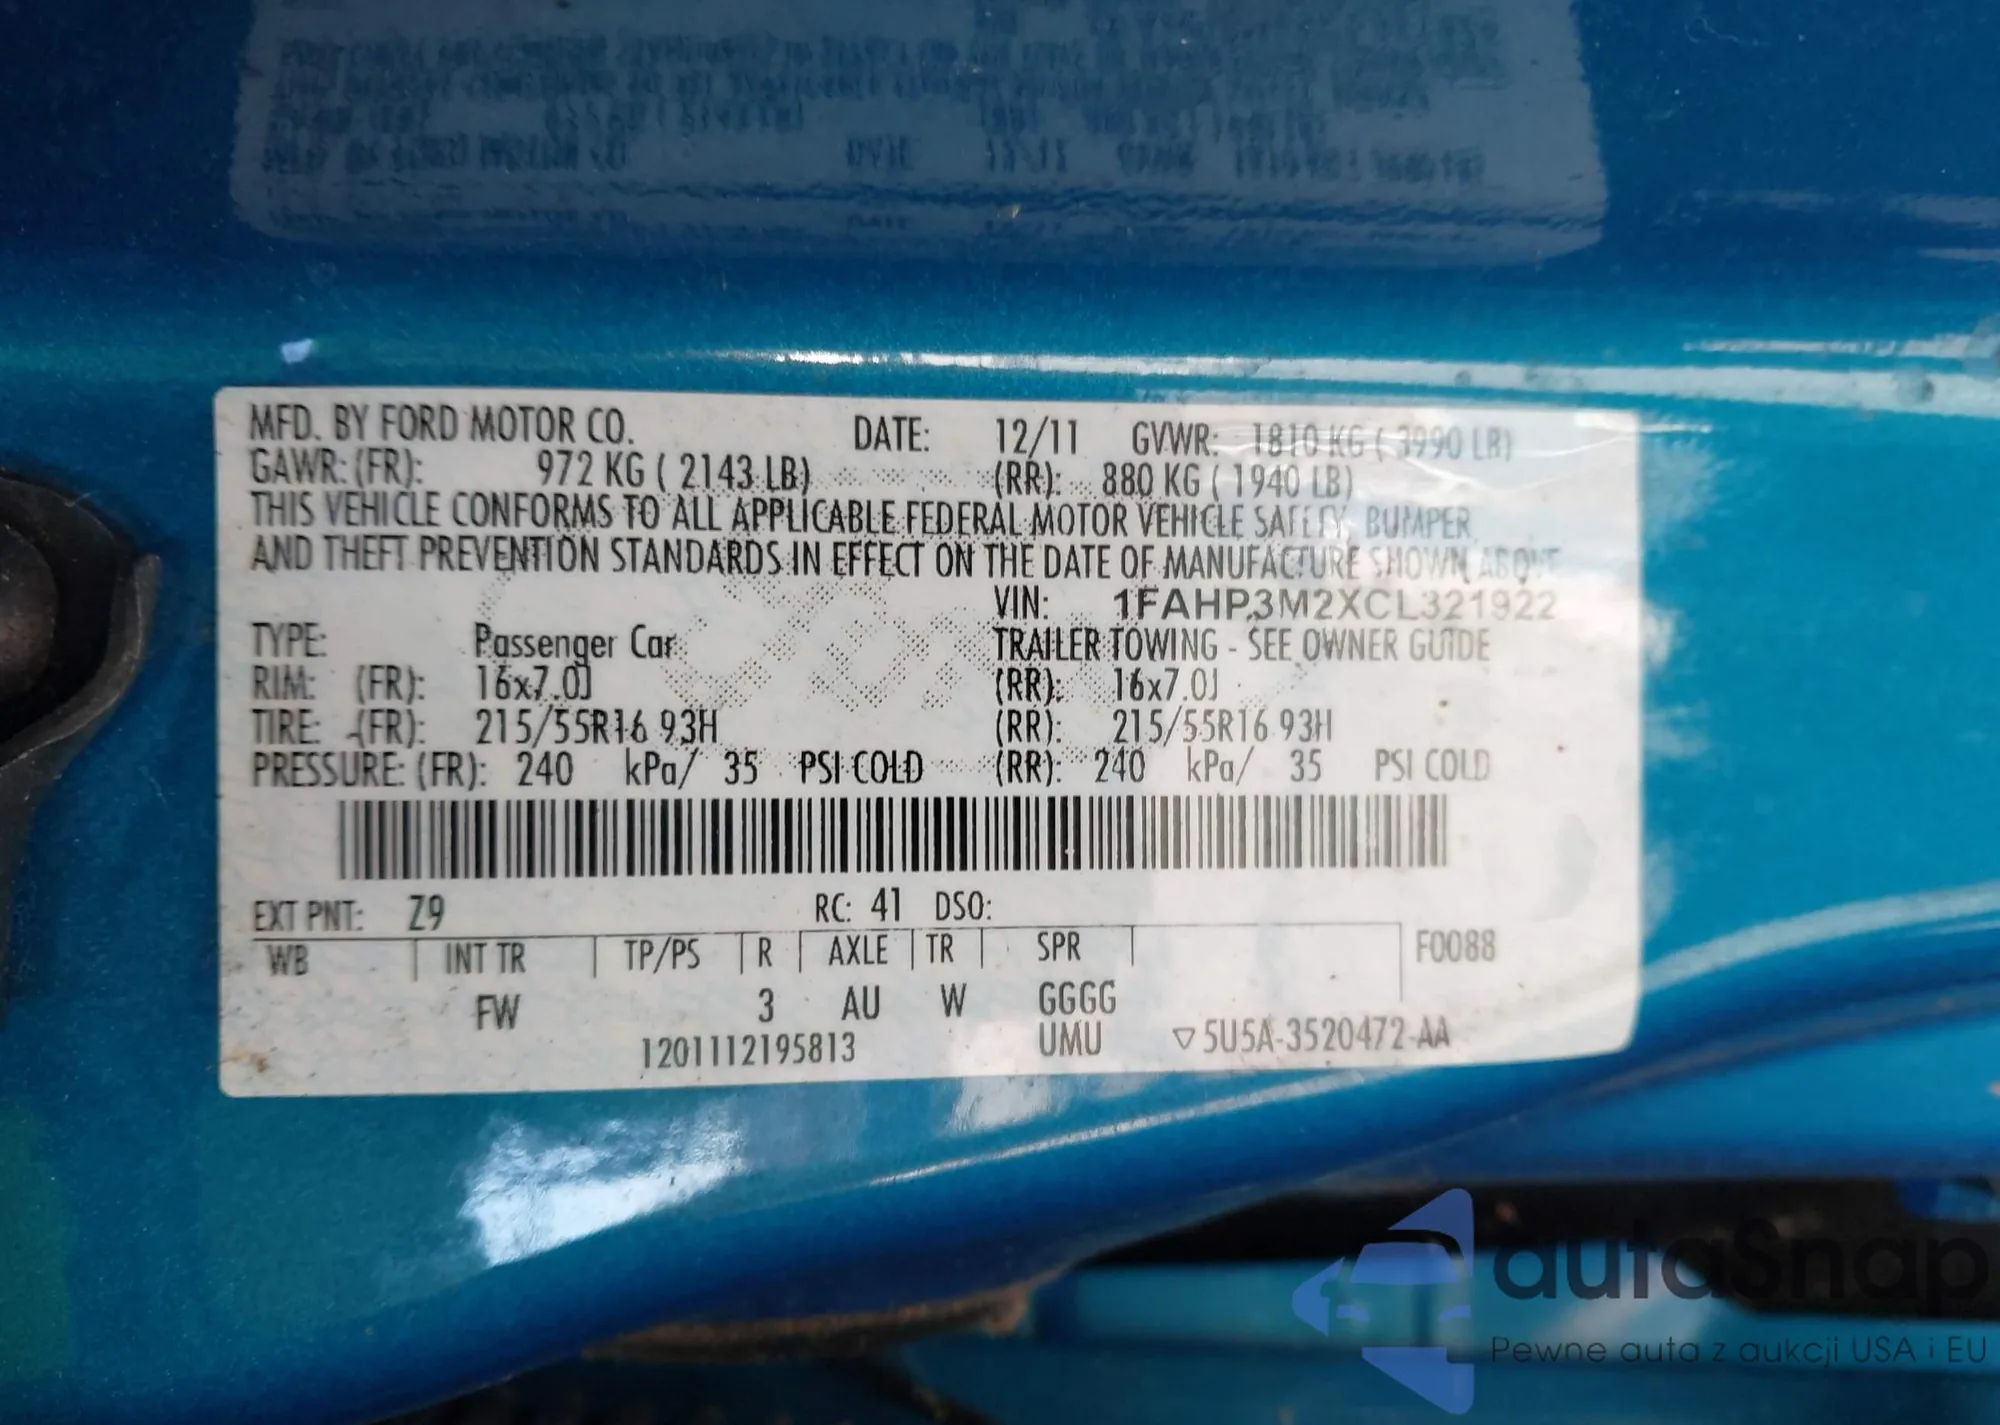 MFD. BY FORD MOTOR CO. DATE: 12/11 GVWR: 1810 KG ( 3990 LB)
GAWR: (FR): 972 KG ( 2143 LB) (RR): 880 KG ( 1940 LB)
THIS VEHICLE CONFORMS TO ALL APPLICABLE FEDERAL MOTOR VEHICLE SAFETY, BUMPER
AND THEFT PREVENTION STANDARDS IN EFFECT ON THE DATE OF MANUFACTURE SHOWN ABOVE
VIN: 1FAHP3M2XCL321922
TYPE: Passenger Car TRAILER TOWING - SEE OWNER GUIDE
RIM: (FR): 16x7.0J (RR): 16x7.0J
TIRE: (FR): 215/55R16 93H (RR): 215/55R16 93H
PRESSURE: (FR): 240 kPa/ 35 PSI COLD (RR): 240 kPa/ 35 PSI COLD
EXT PNT: Z9 RC: 41 DSO:
WB INT TR TP/PS R AXLE TR SPR F0088
FW 3 AU W GGGG
1201112195813 UMU ▽5U5A-3520472-AA
autaSnap
Pewne auta z aukcji USA i EU